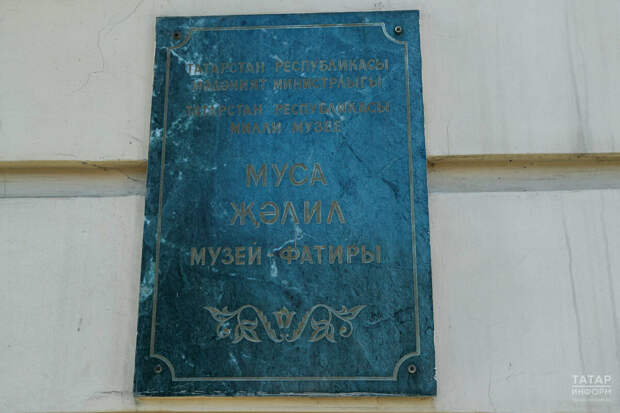 ТАТАРСТАН РЕСПУБЛИКАСЫ
МӘДӘНИЯТ МИНИСТРЛЫГЫ
ТАТАРСТАН РЕСПУБЛИКАСЫ
МИЛЛИ МУЗЕЕ
МУСА
ҖӘЛИЛ
МУЗЕЙ-ФАТИРЫ
ТАТАР
ИНФОРМ